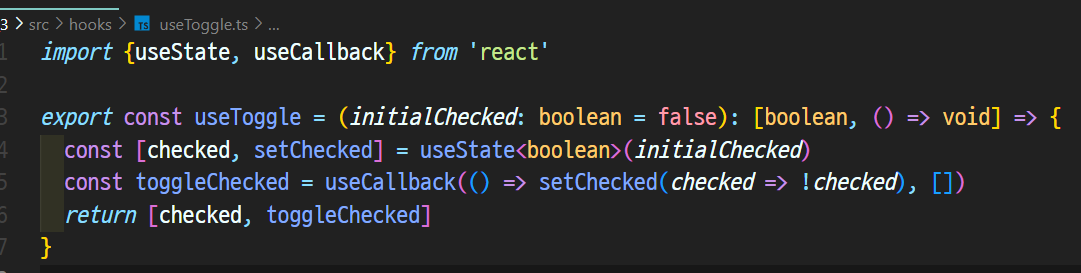 3 > src > hooks > TS useToggle.ts > ...
1 import {useState, useCallback} from 'react'
2
3 export const useToggle = (initialChecked: boolean = false): [boolean, () => void] => {
4   const [checked, setChecked] = useState<boolean>(initialChecked)
5   const toggleChecked = useCallback(() => setChecked(checked => !checked), [])
6   return [checked, toggleChecked]
7 }